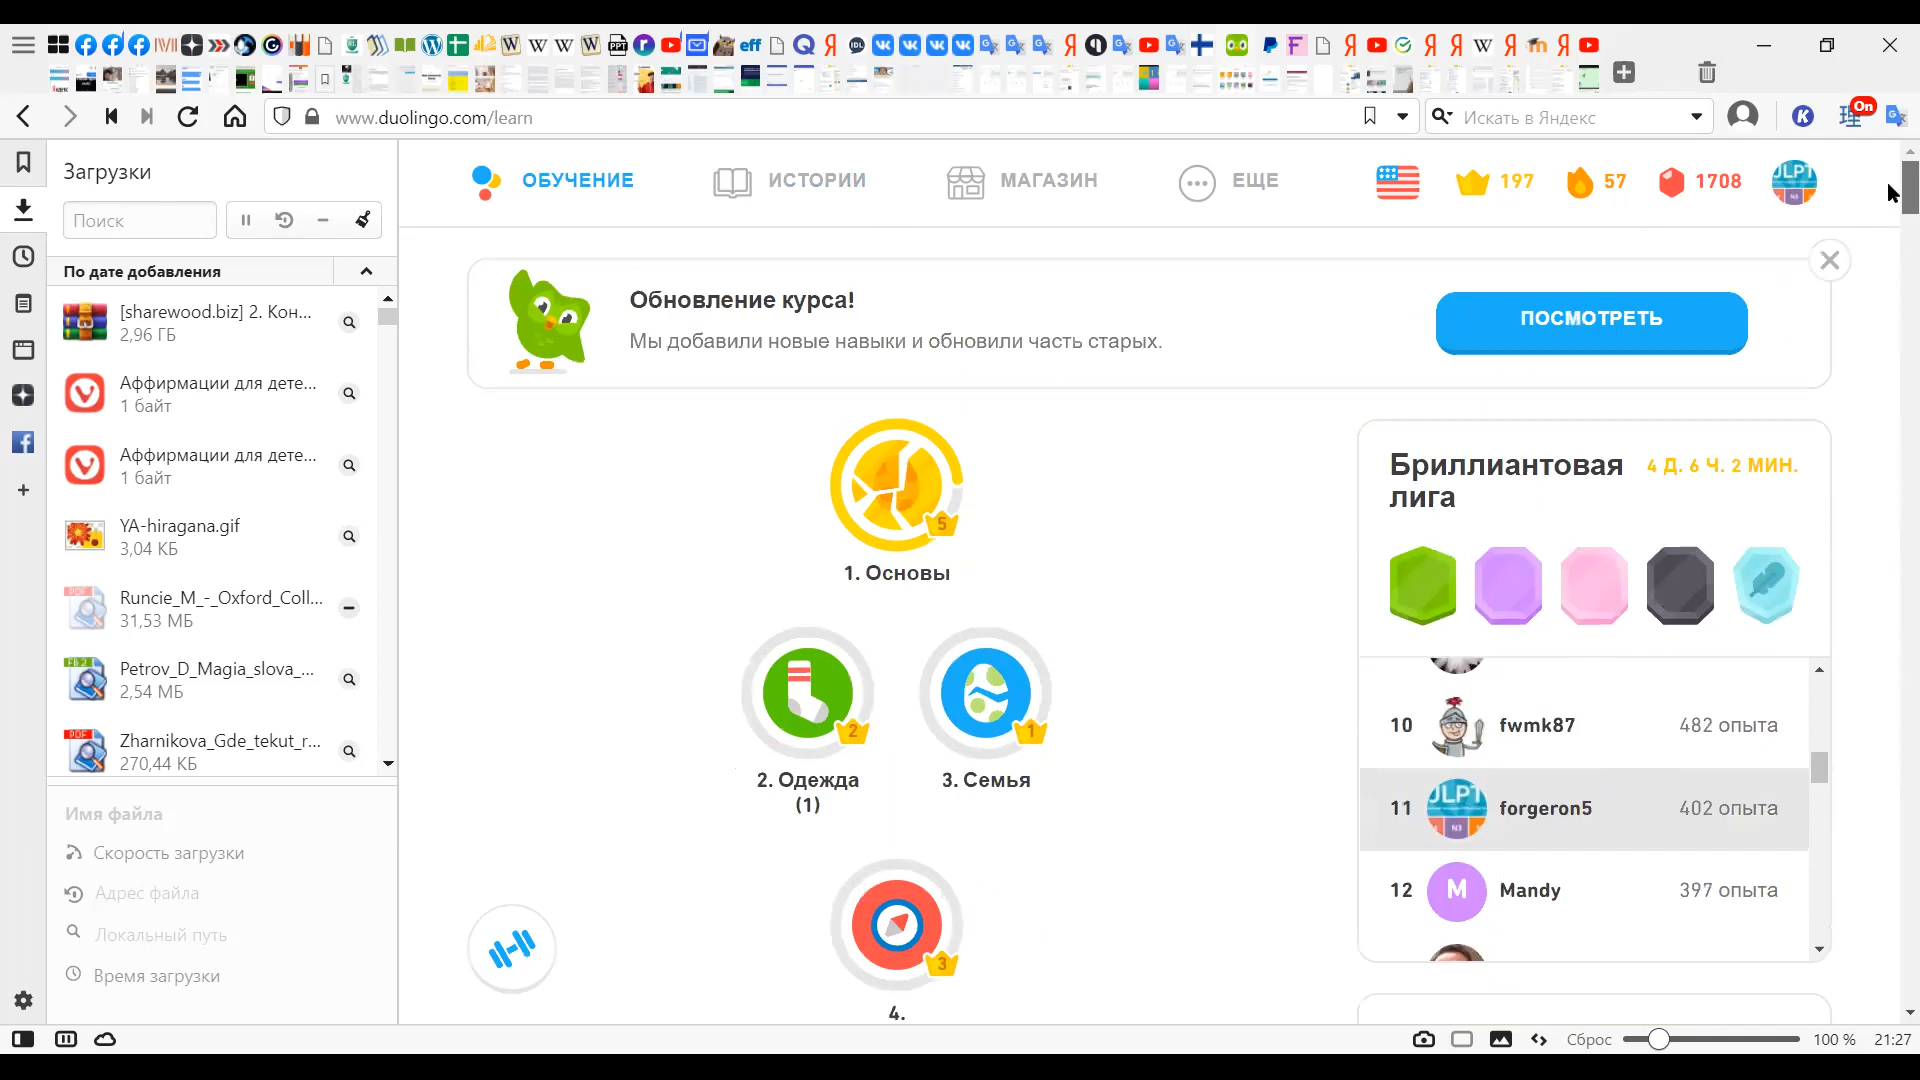 www.duolingo.com/learn
Искать в Яндекс
On
Загрузки
Поиск
По дате добавления
[sharewood.biz] 2. Кон...
2,96 ГБ
Аффирмации для дете...
1 байт
Аффирмации для дете...
1 байт
YA-hiragana.gif
3,04 КБ
Runcie_M_-_Oxford_Coll...
31,53 МБ
Petrov_D_Magia_slova_...
2,54 МБ
Zharnikova_Gde_tekut_r...
270,44 КБ
Имя файла
Скорость загрузки
Адрес файла
Локальный путь
Время загрузки
ОБУЧЕНИЕ
ИСТОРИИ
МАГАЗИН
ЕЩЕ
197
57
1708
JLPT
N3
Обновление курса!
Мы добавили новые навыки и обновили часть старых.
ПОСМОТРЕТЬ
5
1. Основы
2
2. Одежда
(1)
1
3. Семья
3
4.
Бриллиантовая
лига
4 Д. 6 Ч. 2 МИН.
10 fwmk87 482 опыта
11 JLPT N3 forgeron5 402 опыта
12 M Mandy 397 опыта
Сброс
100 %
21:27